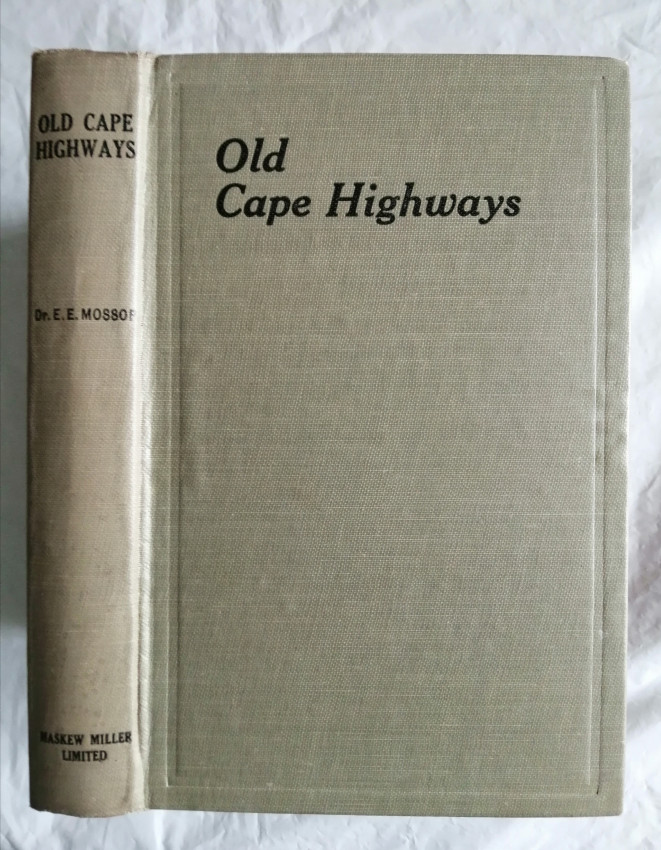 OLD CAPE
HIGHWAYS
Dr. E. E. MOSSOP
MASKEW MILLER
LIMITED
Old
Cape Highways